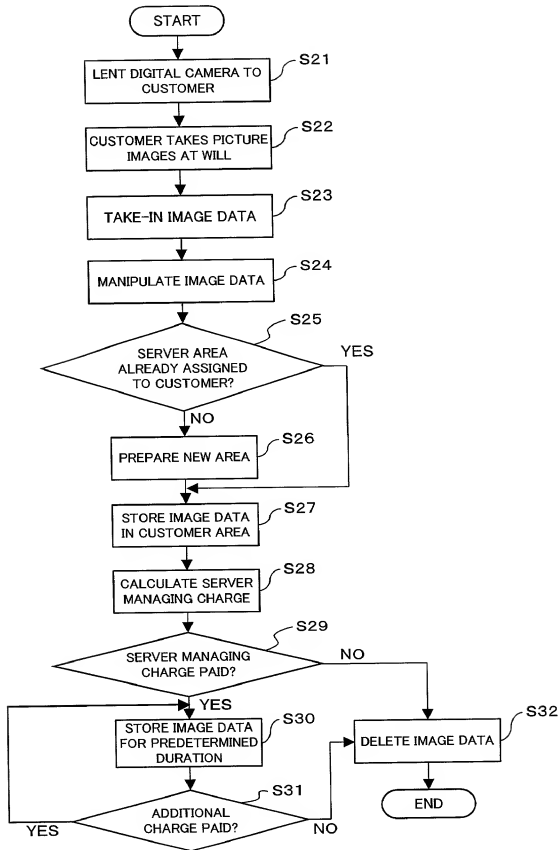 START
S21
LENT DIGITAL CAMERA TO
CUSTOMER
S22
CUSTOMER TAKES PICTURE
IMAGES AT WILL
S23
TAKE-IN IMAGE DATA
S24
MANIPULATE IMAGE DATA
S25
SERVER AREA
ALREADY ASSIGNED
TO CUSTOMER?
YES
NO
S26
PREPARE NEW AREA
S27
STORE IMAGE DATA
IN CUSTOMER AREA
S28
CALCULATE SERVER
MANAGING CHARGE
S29
SERVER MANAGING
CHARGE PAID?
NO
YES
S30
STORE IMAGE DATA
FOR PREDETERMINED
DURATION
S32
DELETE IMAGE DATA
S31
ADDITIONAL
CHARGE PAID?
YES
NO
END